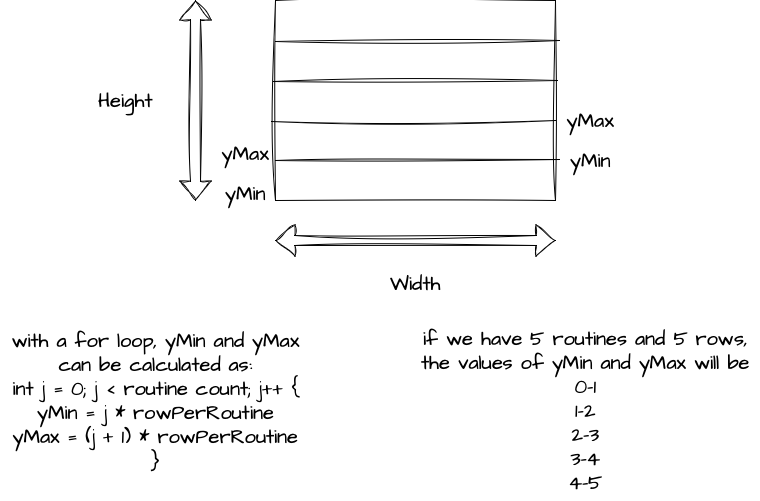 Height
yMax
yMax
yMin
yMin
Width
with a for loop, yMin and yMax
can be calculated as:
int j = 0; j < routine count; j++ {
yMin = j * rowPerRoutine
yMax = (j + 1) * rowPerRoutine
}
if we have 5 routines and 5 rows,
the values of yMin and yMax will be
0-1
1-2
2-3
3-4
4-5